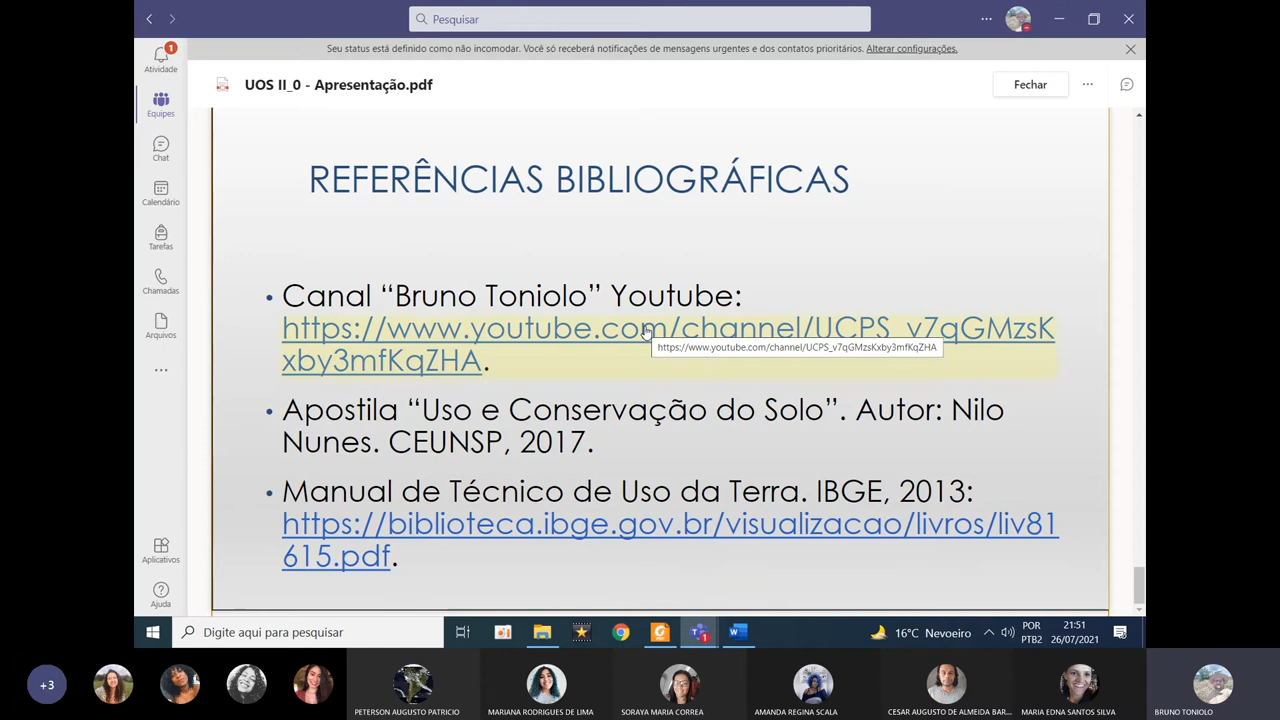 Pesquisar
Seu status está definido como não incomodar. Você só receberá notificações de mensagens urgentes e dos contatos prioritários. Alterar configurações.
Atividade
1
Equipes
Chat
Calendário
Tarefas
Chamadas
Arquivos
Aplicativos
Ajuda
UOS II_0 - Apresentação.pdf
Fechar
REFERÊNCIAS BIBLIOGRÁFICAS
• Canal “Bruno Toniolo” Youtube:
https://www.youtube.com/channel/UCPS_v7qGMzsK
https://www.youtube.com/channel/UCPS_v7qGMzsKxby3mfKqZHA
xby3mfKqZHA.
• Apostila “Uso e Conservação do Solo”. Autor: Nilo
Nunes. CEUNSP, 2017.
• Manual de Técnico de Uso da Terra. IBGE, 2013:
https://biblioteca.ibge.gov.br/visualizacao/livros/liv81
615.pdf.
Digite aqui para pesquisar
1
16°C Nevoeiro
POR
PTB2
21:51
26/07/2021
+3
PETERSON AUGUSTO PATRICIO
MARIANA RODRIGUES DE LIMA
SORAYA MARIA CORREA
AMANDA REGINA SCALA
CESAR AUGUSTO DE ALMEIDA BAR...
MARIA EDNA SANTOS SILVA
BRUNO TONIOLO